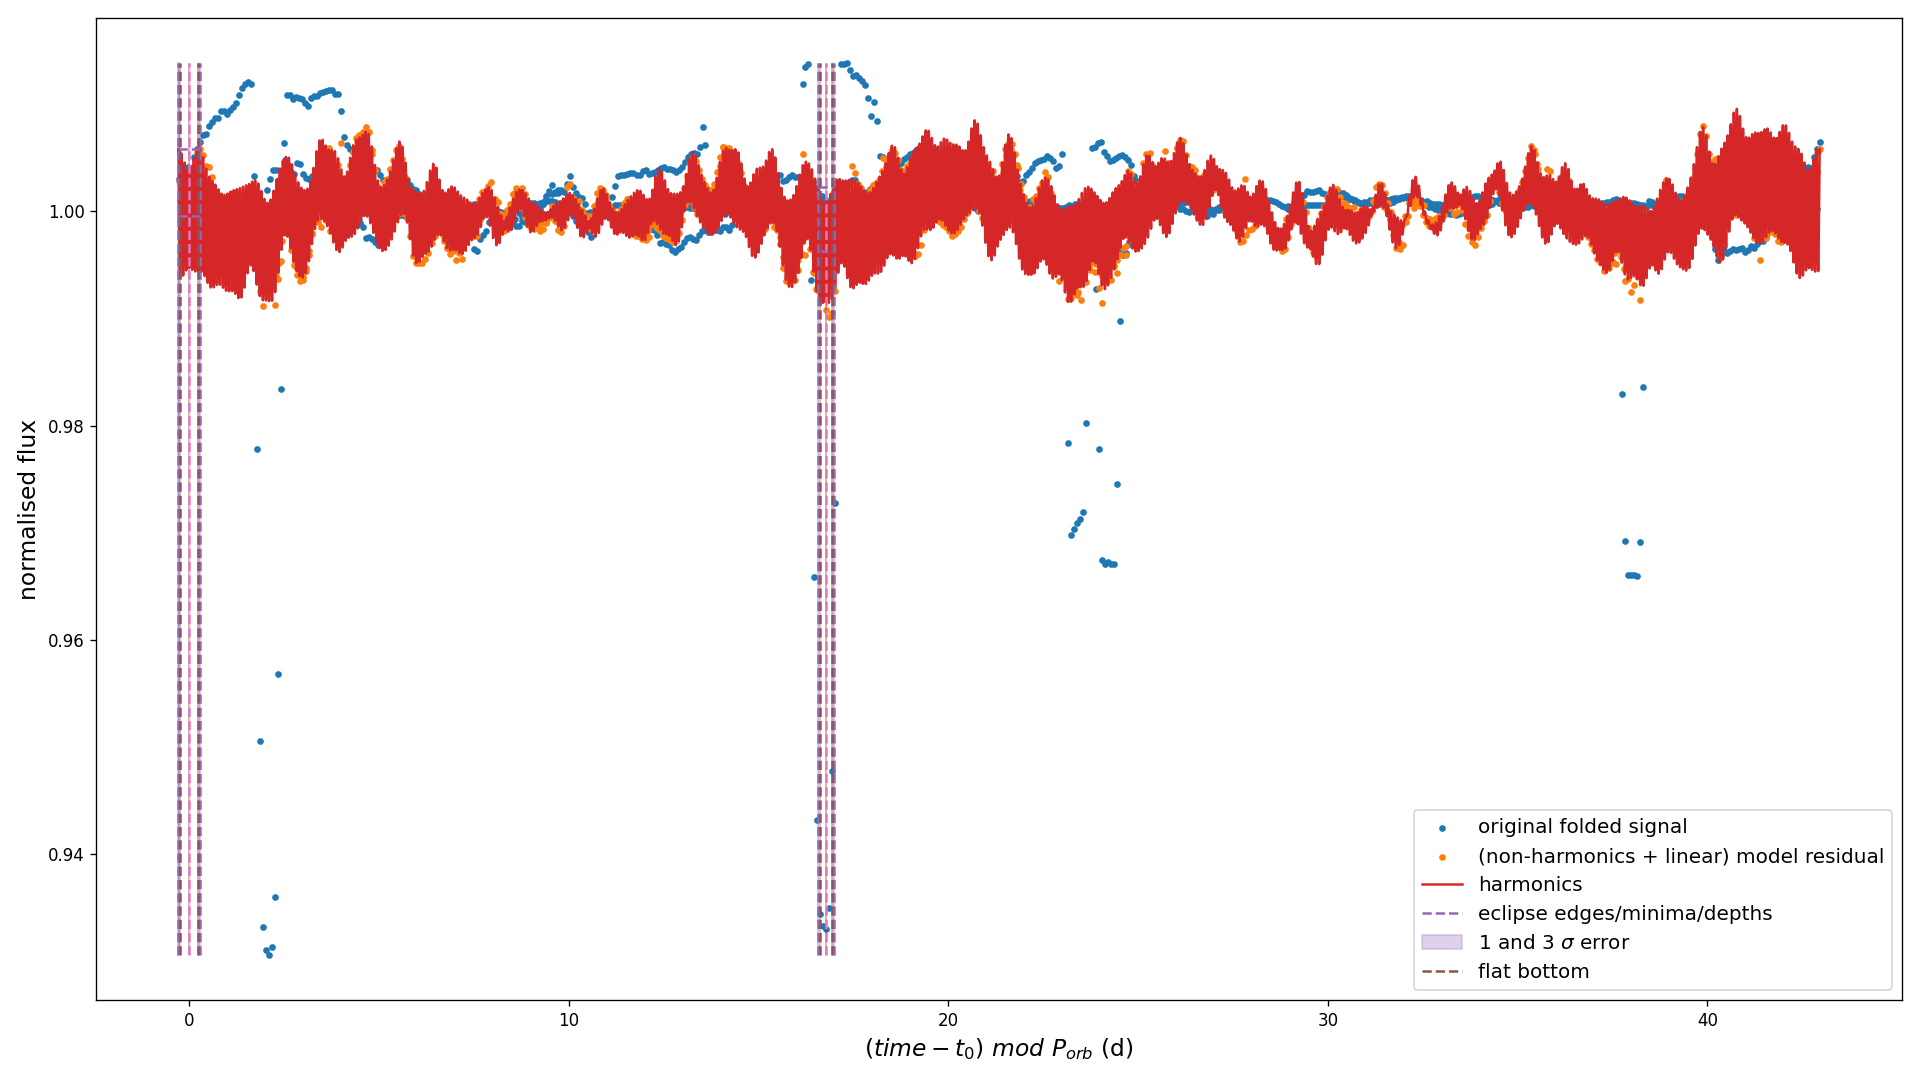 normalised flux
1.00
0.98
0.96
0.94
0
10
20
30
40
(time − t₀) mod Pₒᵣᵦ (d)
original folded signal
(non-harmonics + linear) model residual
harmonics
eclipse edges/minima/depths
1 and 3 σ error
flat bottom